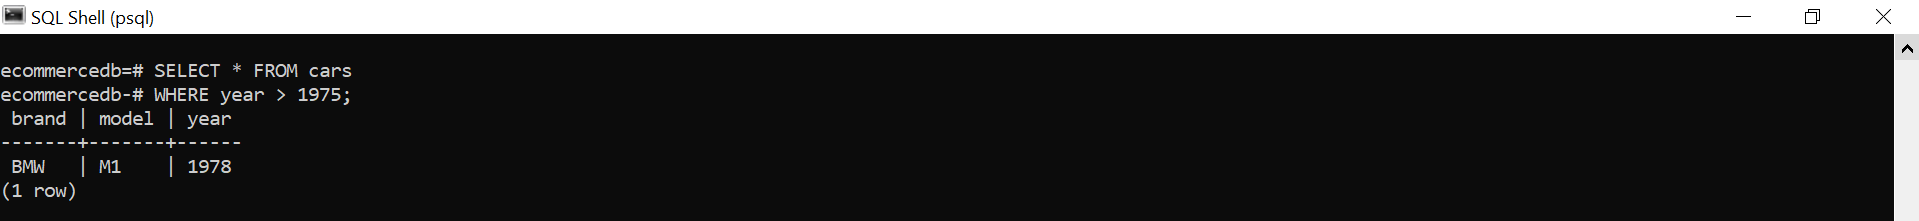 SQL Shell (psql)
ecommercedb=# SELECT * FROM cars
ecommercedb-# WHERE year > 1975;
 brand | model | year
-------+-------+------
 BMW   | M1    | 1978
(1 row)